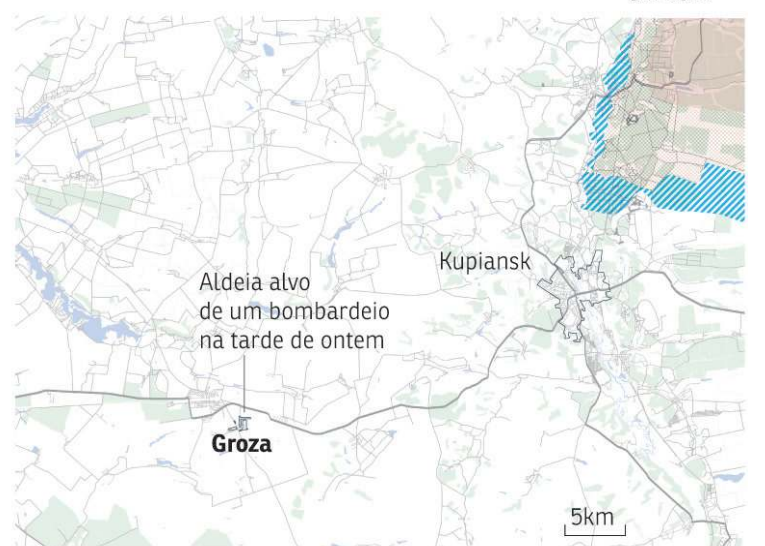 Kupiansk
Aldeia alvo
de um bombardeio
na tarde de ontem
Groza
5km